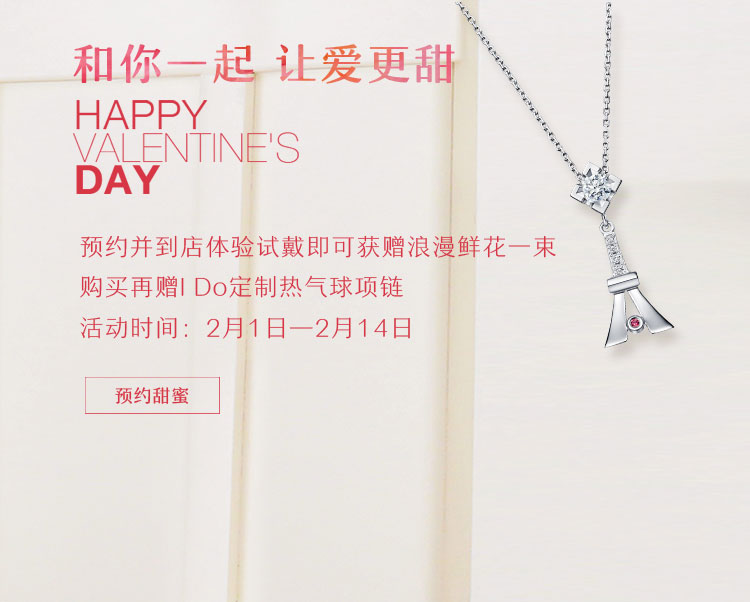 和你一起 让爱更甜
HAPPY
VALENTINE'S
DAY
预约并到店体验试戴即可获赠浪漫鲜花一束
购买再赠I Do定制热气球项链
活动时间：2月1日—2月14日
预约甜蜜